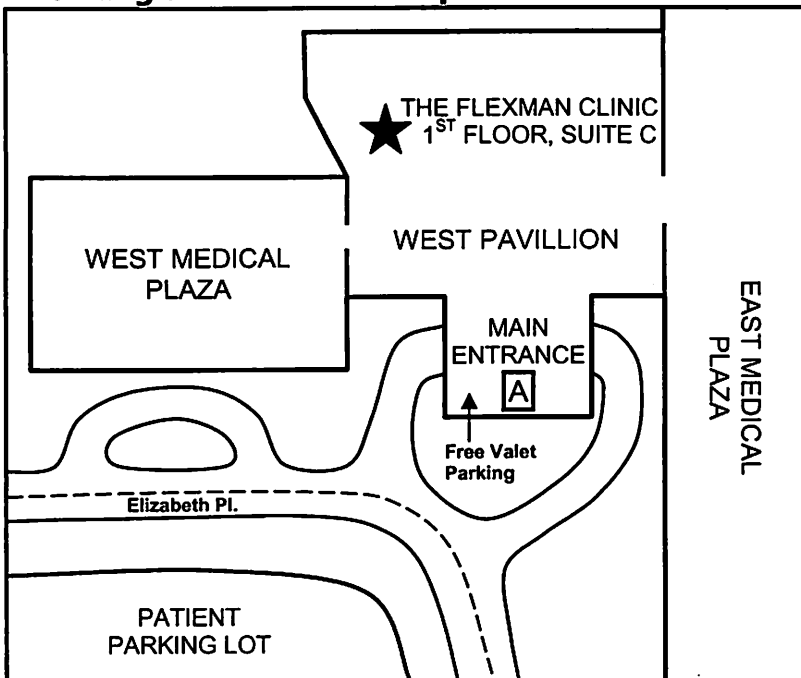 THE FLEXMAN CLINIC
1ST FLOOR, SUITE C
WEST PAVILLION
WEST MEDICAL
PLAZA
MAIN
ENTRANCE
A
EAST MEDICAL
PLAZA
Free Valet
Parking
Elizabeth Pl.
PATIENT
PARKING LOT